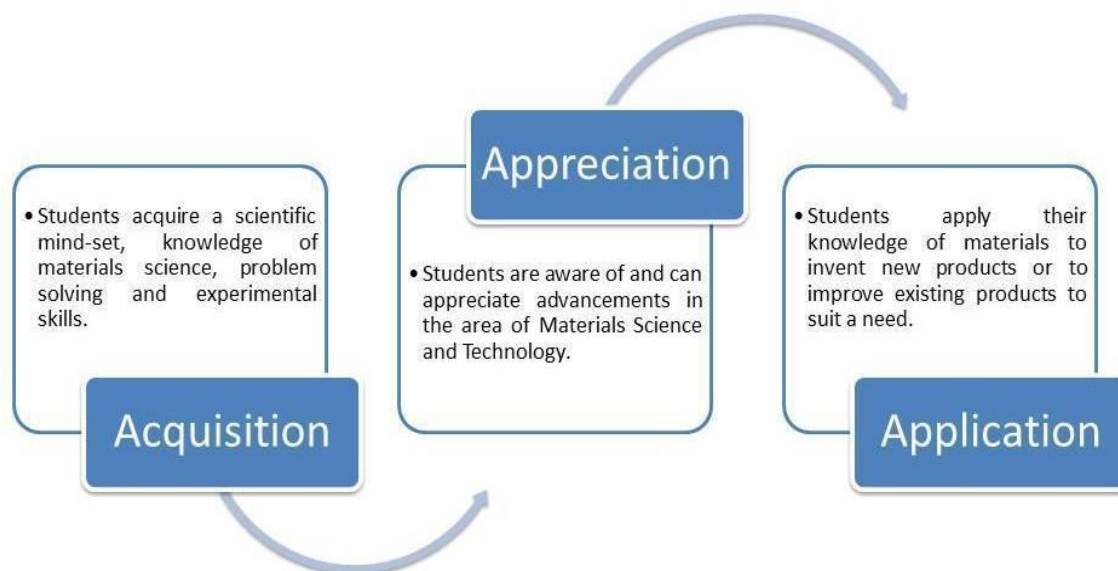 • Students acquire a scientific
mind-set, knowledge of
materials science, problem
solving and experimental
skills.
Acquisition
Appreciation
• Students are aware of and can
appreciate advancements in
the area of Materials Science
and Technology.
• Students apply their
knowledge of materials to
invent new products or to
improve existing products to
suit a need.
Application